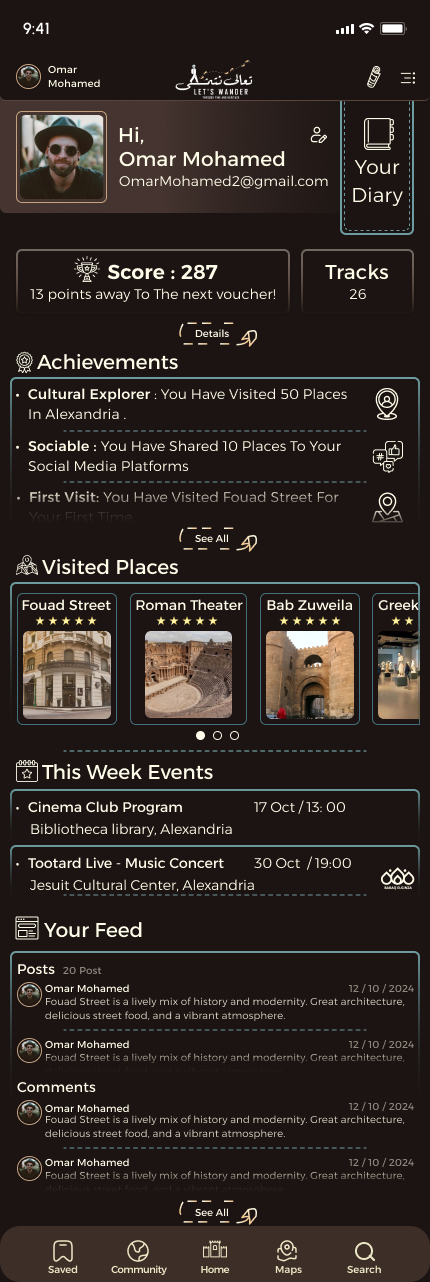 9:41
Omar
Mohamed
تعالى نتمشى
LET'S WANDER
Hi,
Omar Mohamed
OmarMohamed2@gmail.com
Your
Diary
Score : 287
13 points away To The next voucher!
Tracks
26
Details
Achievements
• Cultural Explorer : You Have Visited 50 Places
In Alexandria .
• Sociable : You Have Shared 10 Places To Your
Social Media Platforms
• First Visit: You Have Visited Fouad Street For
Your First Time
See All
Visited Places
Fouad Street
Roman Theater
Bab Zuweila
Greek
This Week Events
• Cinema Club Program 17 Oct / 13: 00
Bibliotheca library, Alexandria
• Tootard Live - Music Concert 30 Oct / 19:00
Jesuit Cultural Center, Alexandria
Your Feed
Posts 20 Post
Omar Mohamed 12 / 10 / 2024
Fouad Street is a lively mix of history and modernity. Great architecture,
delicious street food, and a vibrant atmosphere.
Omar Mohamed 12 / 10 / 2024
Fouad Street is a lively mix of history and modernity. Great architecture,
Comments
Omar Mohamed 12 / 10 / 2024
Fouad Street is a lively mix of history and modernity. Great architecture,
delicious street food, and a vibrant atmosphere.
Omar Mohamed 12 / 10 / 2024
Fouad Street is a lively mix of history and modernity. Great architecture,
delicious street food, and a vibrant atmosphere.
See All
Saved
Community
Home
Maps
Search